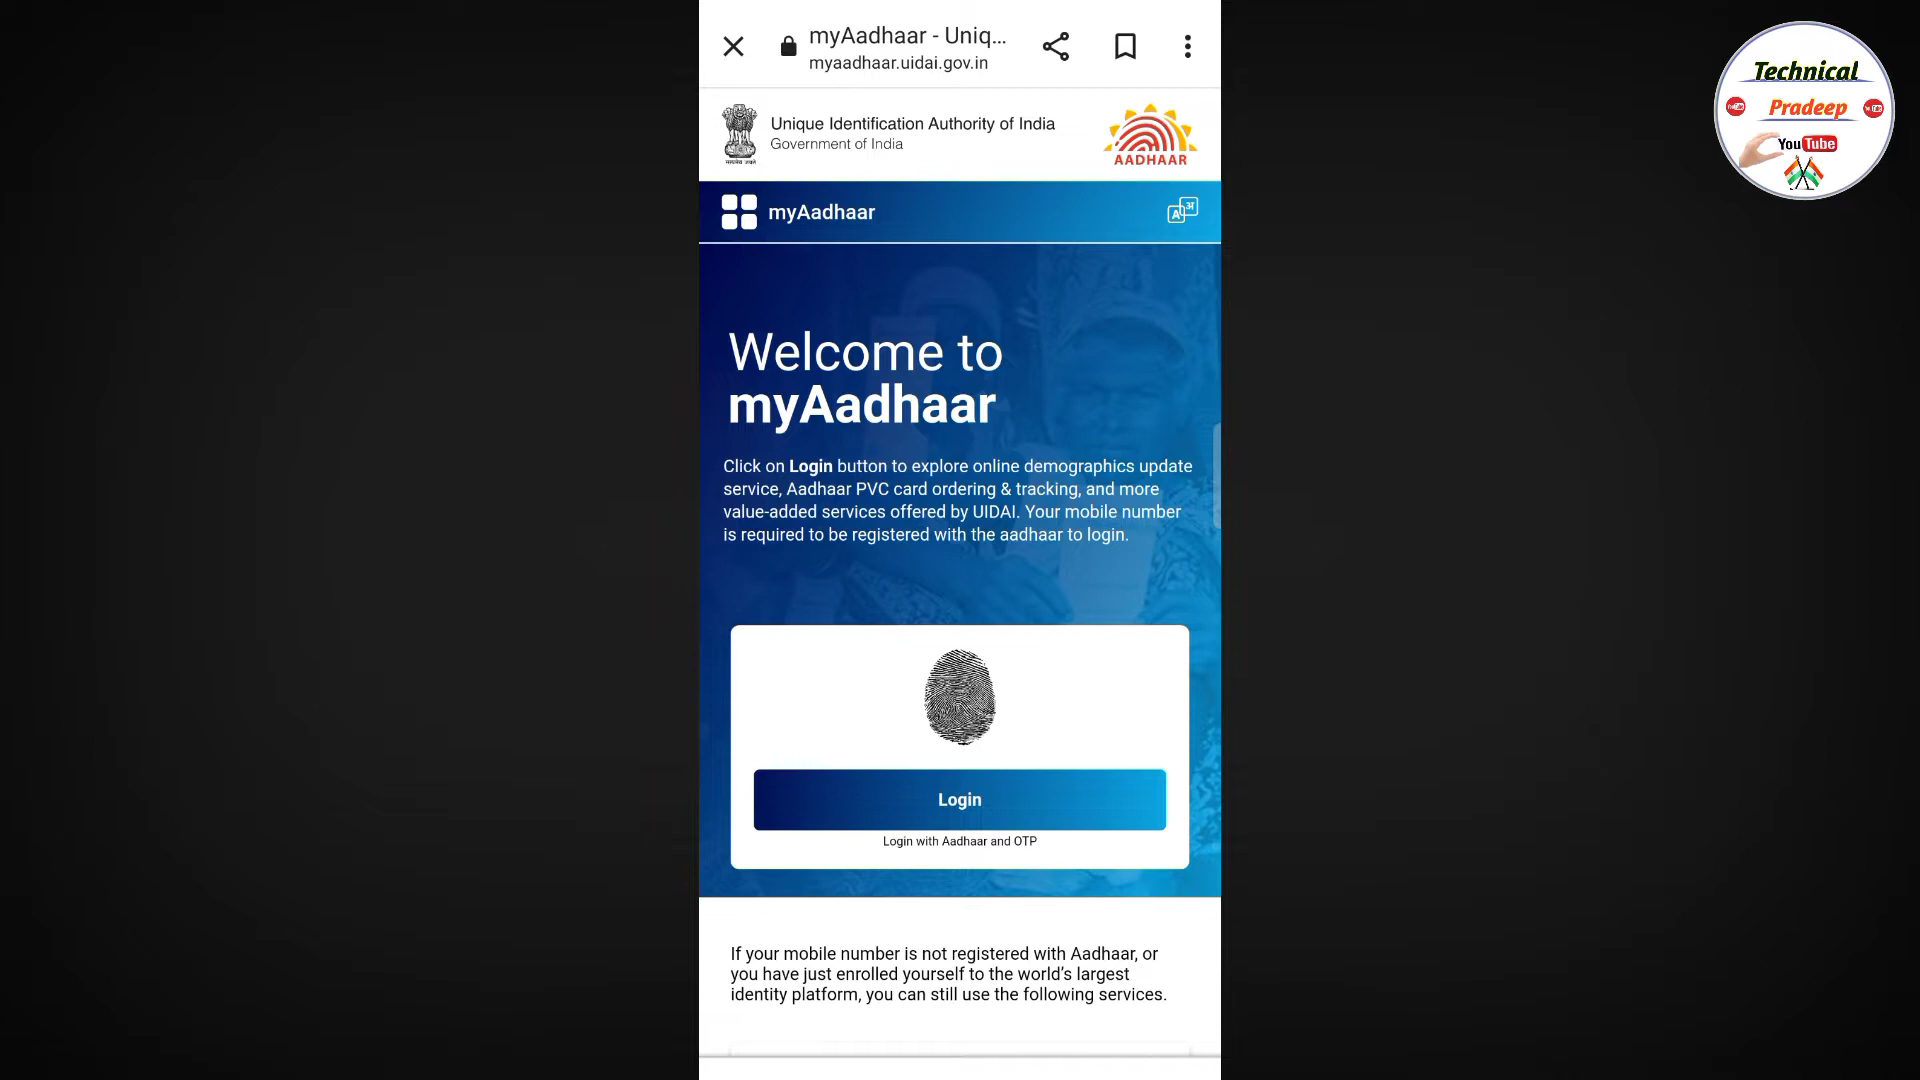 myAadhaar - Uniq...
myaadhaar.uidai.gov.in
Unique Identification Authority of India
Government of India
AADHAAR
myAadhaar
A अ
Welcome to
myAadhaar
Click on Login button to explore online demographics update
service, Aadhaar PVC card ordering & tracking, and more
value-added services offered by UIDAI. Your mobile number
is required to be registered with the aadhaar to login.
Login
Login with Aadhaar and OTP
If your mobile number is not registered with Aadhaar, or
you have just enrolled yourself to the world’s largest
identity platform, you can still use the following services.
Technical
Pradeep
YouTube